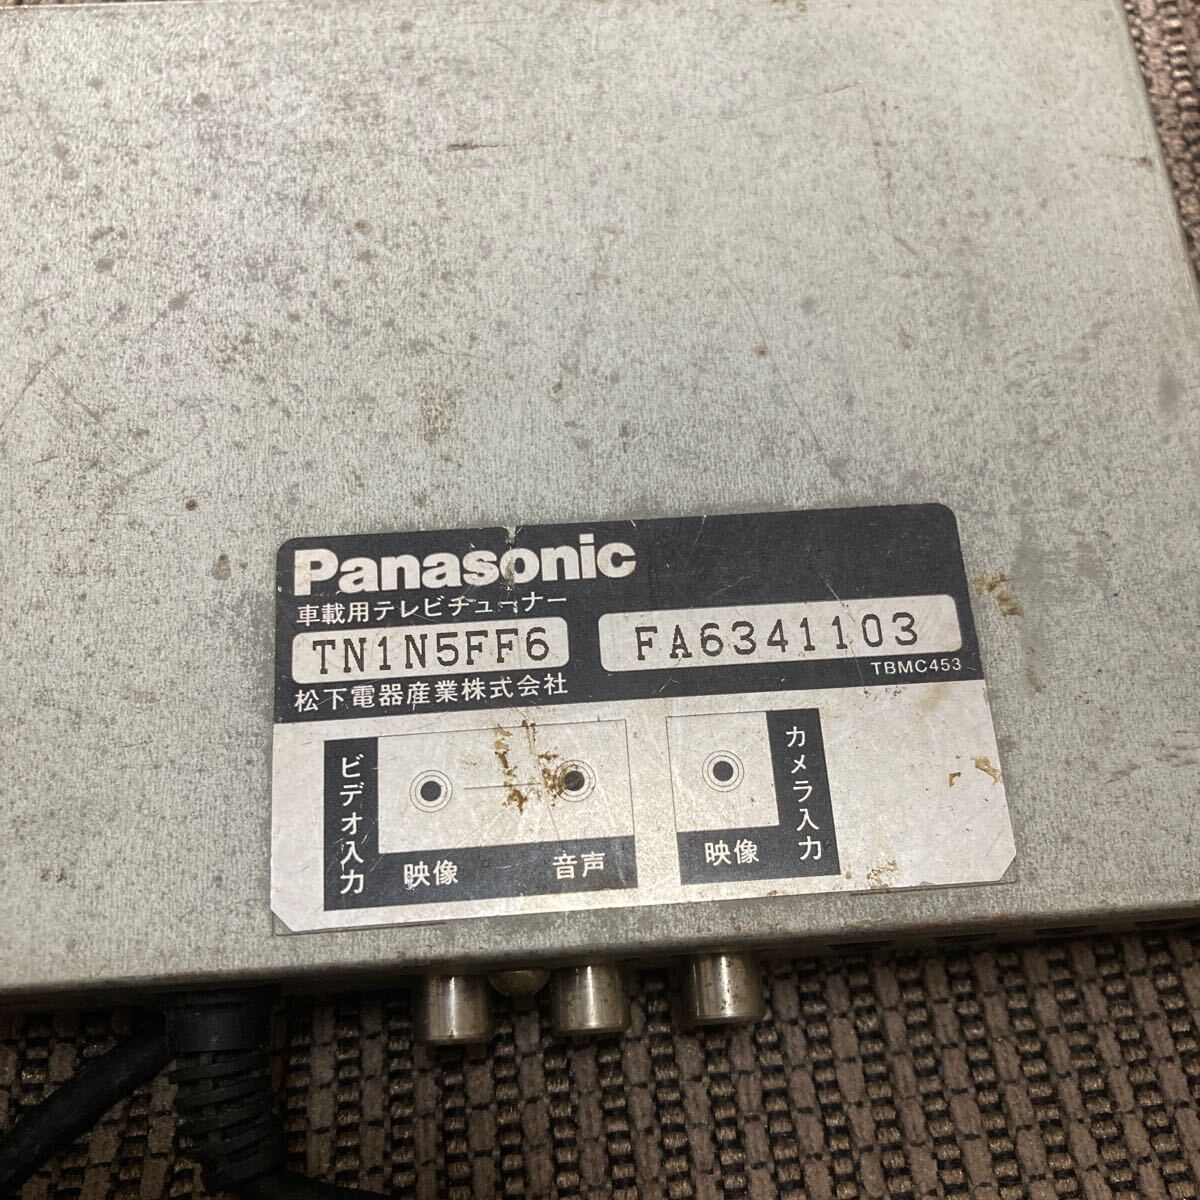 Panasonic
車載用テレビチューナー
TN1N5FF6
FA6341103
TBMC453
松下電器産業株式会社
ビデオ入力
映像
音声
映像
カメラ入力